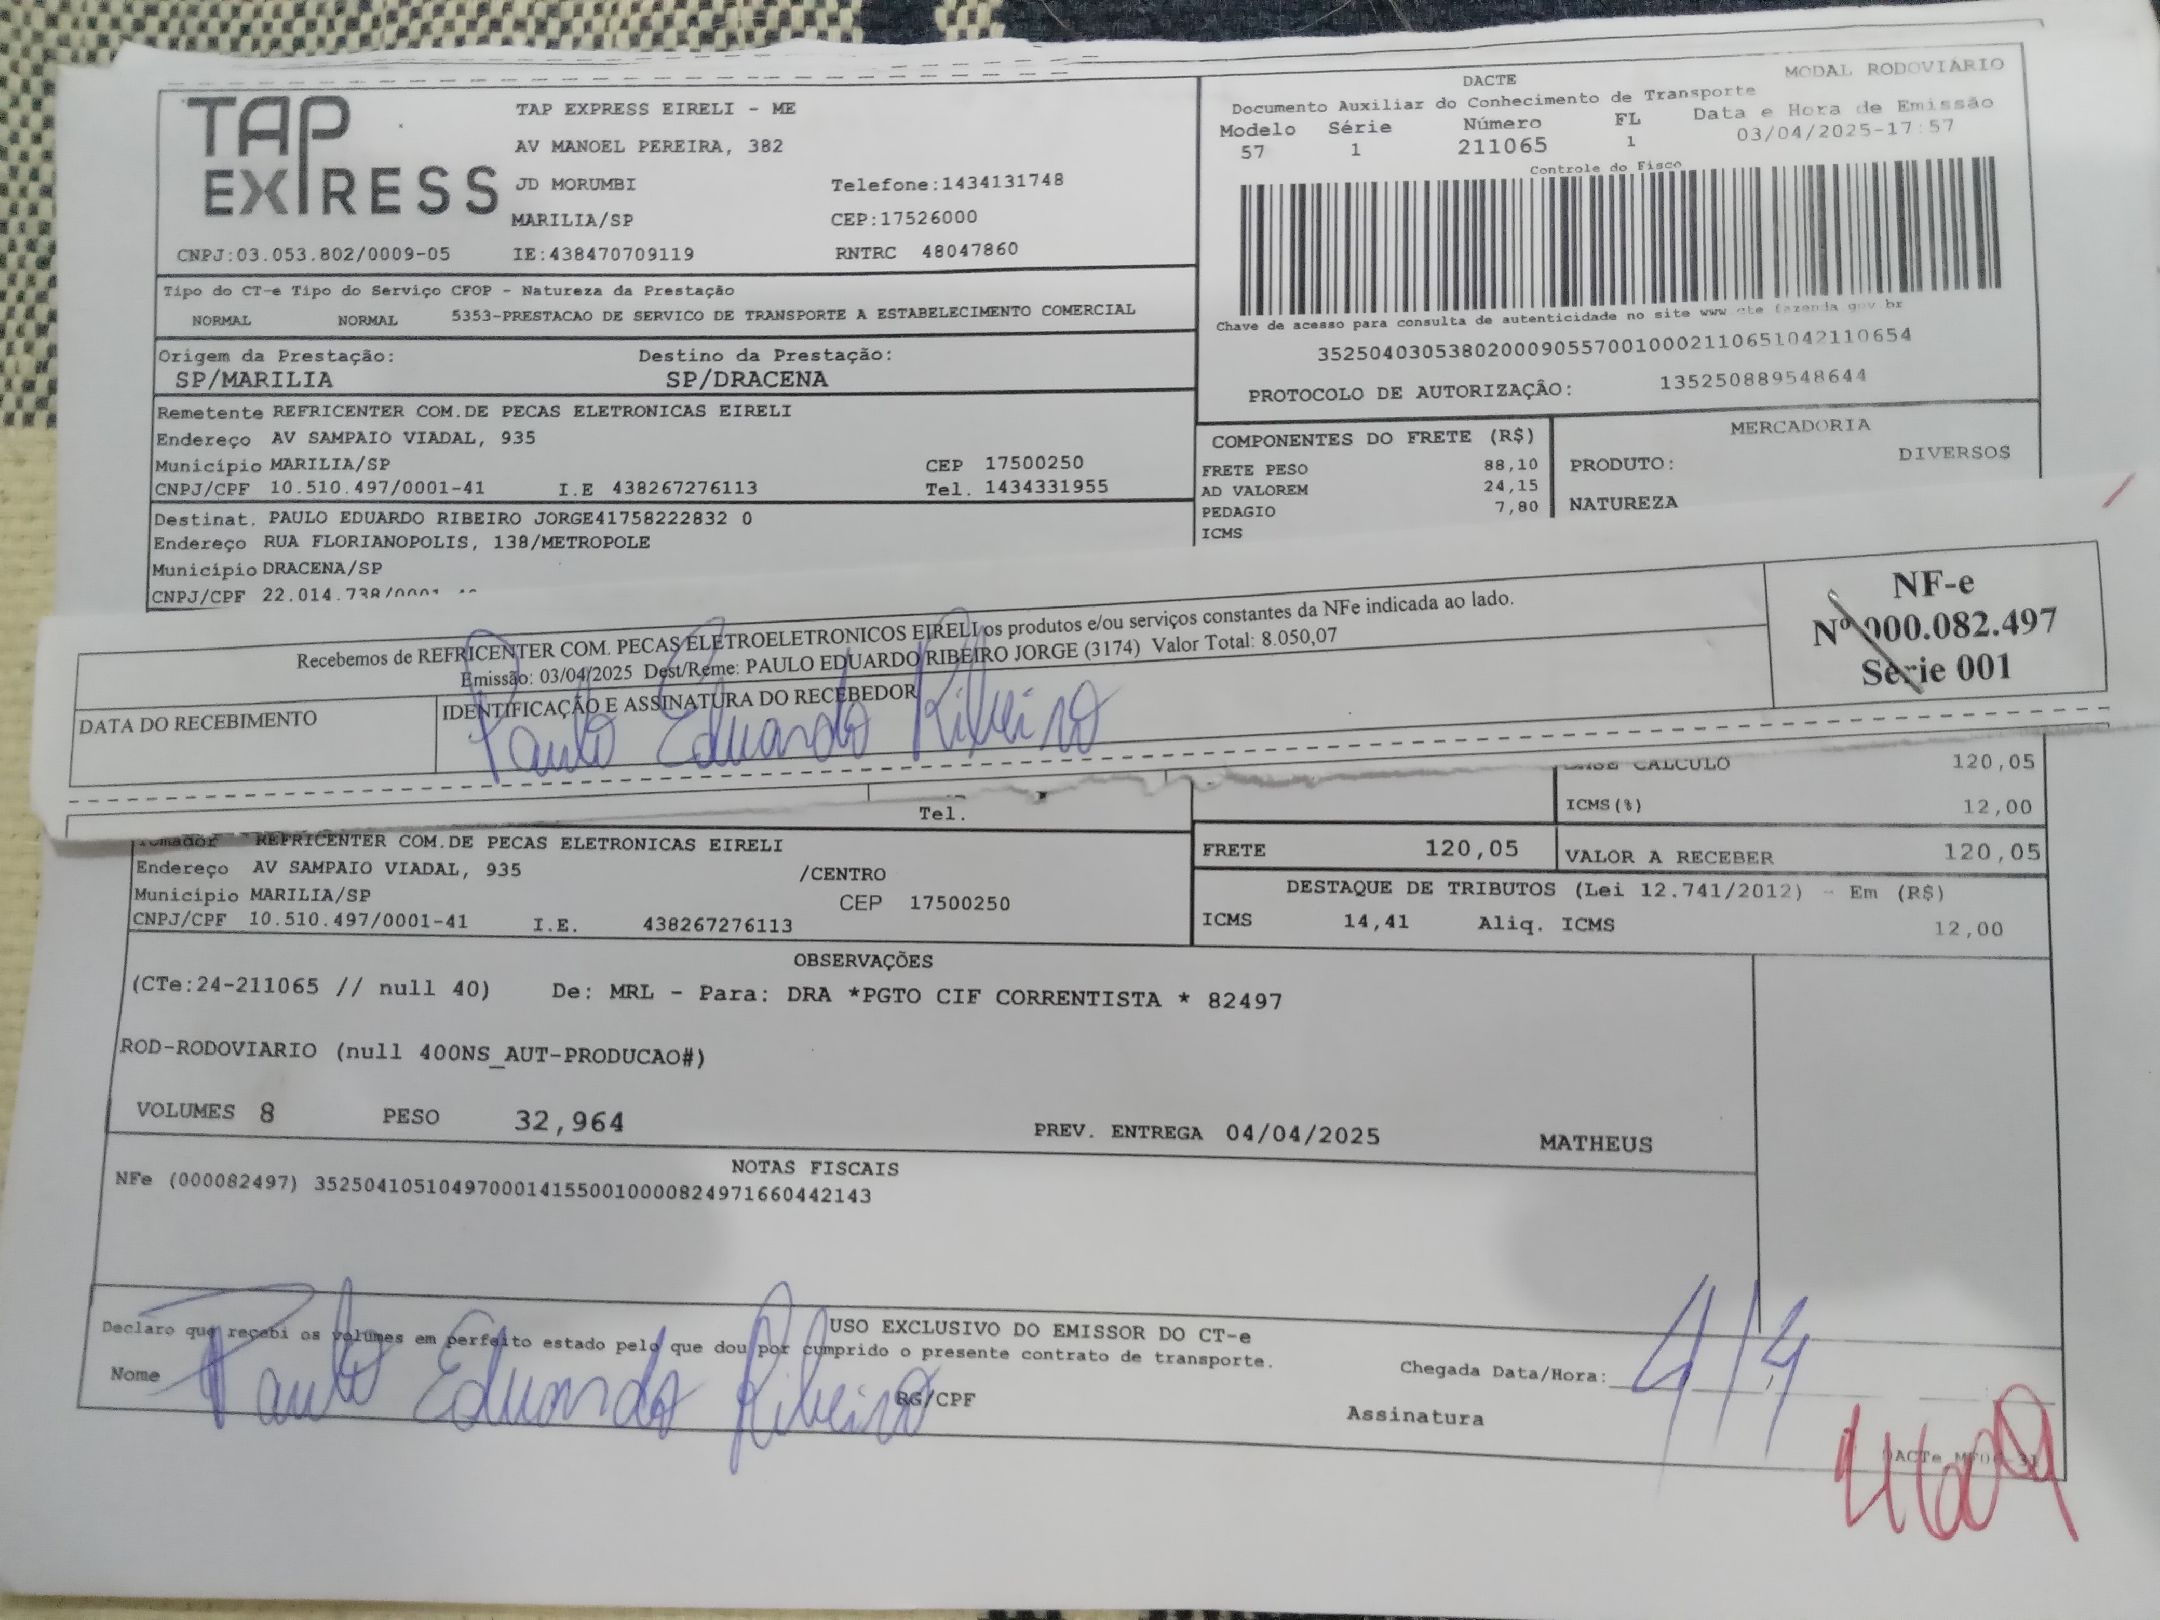 TAP EXPRESS
TAP EXPRESS EIRELI - ME
AV MANOEL PEREIRA, 382
JD MORUMBI Telefone:1434131748
MARILIA/SP CEP:17526000
CNPJ:03.053.802/0009-05 IE:438470709119 RNTRC 48047860
Tipo do CT-e Tipo do Serviço CFOP - Natureza da Prestação
NORMAL NORMAL 5353-PRESTACAO DE SERVICO DE TRANSPORTE A ESTABELECIMENTO COMERCIAL
Origem da Prestação: Destino da Prestação:
SP/MARILIA SP/DRACENA
Remetente REFRICENTER COM.DE PECAS ELETRONICAS EIRELI
Endereço AV SAMPAIO VIADAL, 935
Município MARILIA/SP CEP 17500250
CNPJ/CPF 10.510.497/0001-41 I.E 438267276113 Tel. 1434331955
Destinat. PAULO EDUARDO RIBEIRO JORGE41758222832 0
Endereço RUA FLORIANOPOLIS, 138/METROPOLE
Município DRACENA/SP
CNPJ/CPF 22.014.738/0001
DACTE MODAL RODOVIÁRIO
Documento Auxiliar do Conhecimento de Transporte
Modelo Série Número FL Data e Hora de Emissão
57 1 211065 1 03/04/2025-17:57
Controle do Fisco
Chave de acesso para consulta de autenticidade no site www.cte.fazenda.gov.br
35250403053802000905570010002110651042110654
PROTOCOLO DE AUTORIZAÇÃO: 135250889548644
COMPONENTES DO FRETE (R$) MERCADORIA
FRETE PESO 88,10 PRODUTO: DIVERSOS
AD VALOREM 24,15
PEDAGIO 7,80 NATUREZA
ICMS
Recebemos de REFRICENTER COM. PECAS ELETROELETRONICOS EIRELI os produtos e/ou serviços constantes da NFe indicada ao lado.
Emissão: 03/04/2025 Dest/Reme: PAULO EDUARDO RIBEIRO JORGE (3174) Valor Total: 8.050,07
DATA DO RECEBIMENTO IDENTIFICAÇÃO E ASSINATURA DO RECEBEDOR
Paulo Eduardo Ribeiro
NF-e
Nº 000.082.497
Série 001
Tel.
CALCULO 120,05
ICMS(%) 12,00
Tomador REFRICENTER COM.DE PECAS ELETRONICAS EIRELI
Endereço AV SAMPAIO VIADAL, 935 /CENTRO
Município MARILIA/SP CEP 17500250
CNPJ/CPF 10.510.497/0001-41 I.E. 438267276113
FRETE 120,05 VALOR A RECEBER 120,05
DESTAQUE DE TRIBUTOS (Lei 12.741/2012) - Em (R$)
ICMS 14,41 Aliq. ICMS 12,00
OBSERVAÇÕES
(CTe:24-211065 // null 40) De: MRL - Para: DRA *PGTO CIF CORRENTISTA * 82497
ROD-RODOVIARIO (null 400NS_AUT-PRODUCAO#)
VOLUMES 8 PESO 32,964 PREV. ENTREGA 04/04/2025 MATHEUS
NOTAS FISCAIS
NFe (000082497) 35250410510497000141550010000824971660442143
USO EXCLUSIVO DO EMISSOR DO CT-e
Declaro que recebi os volumes em perfeito estado pelo que dou por cumprido o presente contrato de transporte.
Nome Paulo Eduardo Ribeiro RG/CPF
Chegada Data/Hora: 4/4
Assinatura
DACTe